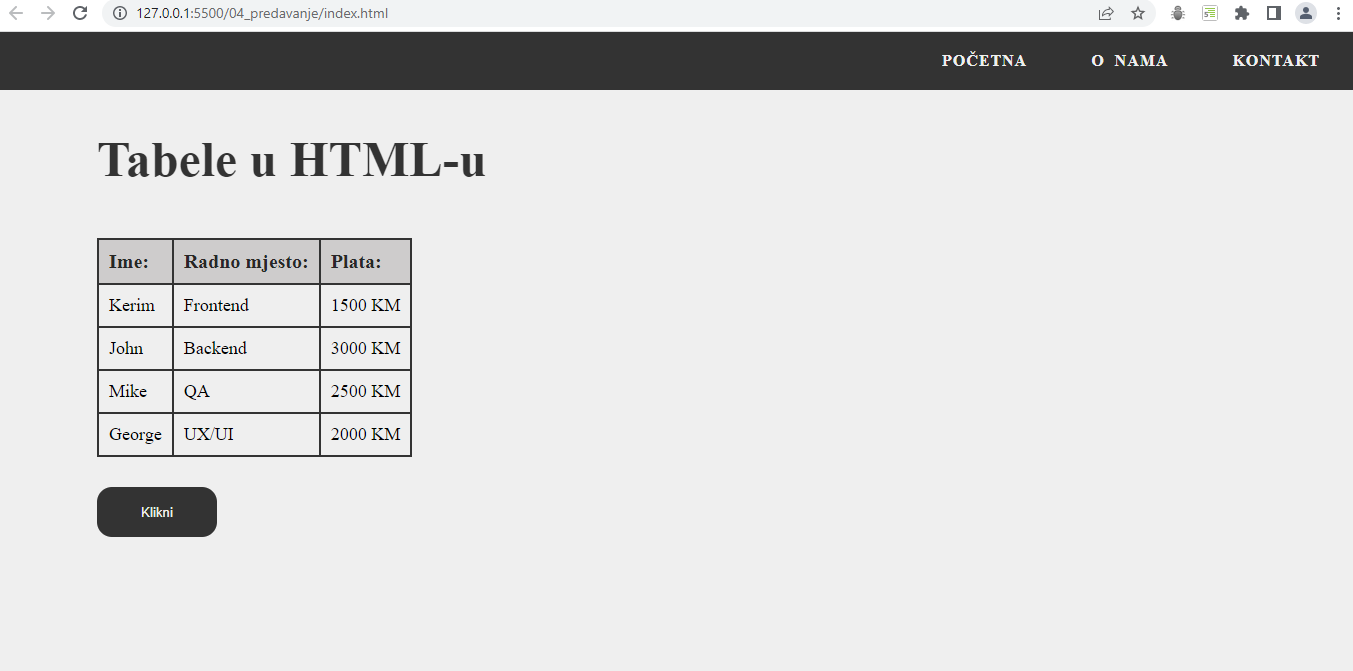 127.0.0.1:5500/04_predavanje/index.html
POČETNA O NAMA KONTAKT
Tabele u HTML-u
Ime: Radno mjesto: Plata:
Kerim Frontend 1500 KM
John Backend 3000 KM
Mike QA 2500 KM
George UX/UI 2000 KM
Klikni